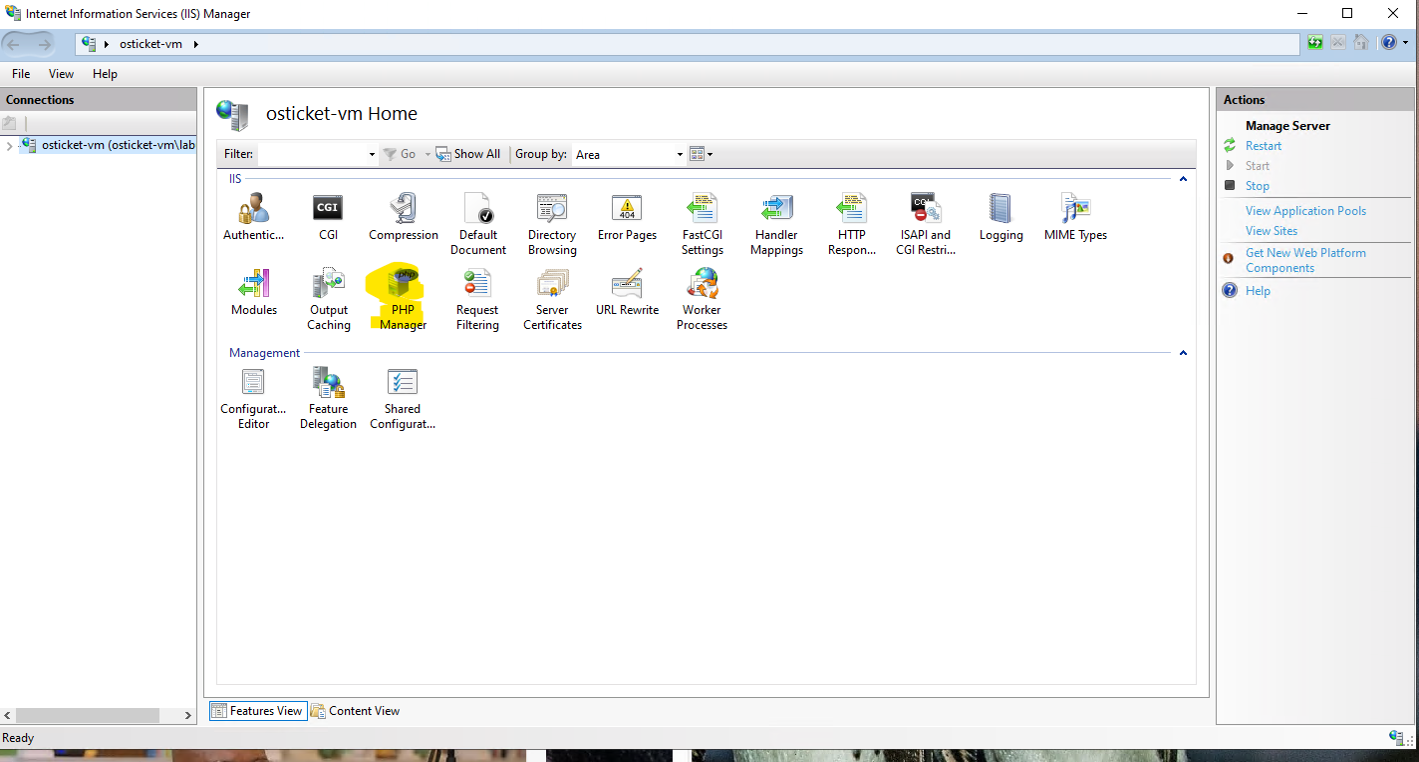 Internet Information Services (IIS) Manager
osticket-vm
File View Help
Connections
osticket-vm (osticket-vm\lab
osticket-vm Home
Filter: Go Show All Group by: Area
IIS
Authentic...
CGI
Compression
Default
Document
Directory
Browsing
Error Pages
FastCGI
Settings
Handler
Mappings
HTTP
Respon...
ISAPI and
CGI Restri...
Logging
MIME Types
Modules
Output
Caching
PHP
Manager
Request
Filtering
Server
Certificates
URL Rewrite
Worker
Processes
Management
Configurat...
Editor
Feature
Delegation
Shared
Configurat...
Features View Content View
Actions
Manage Server
Restart
Start
Stop
View Application Pools
View Sites
Get New Web Platform
Components
Help
Ready